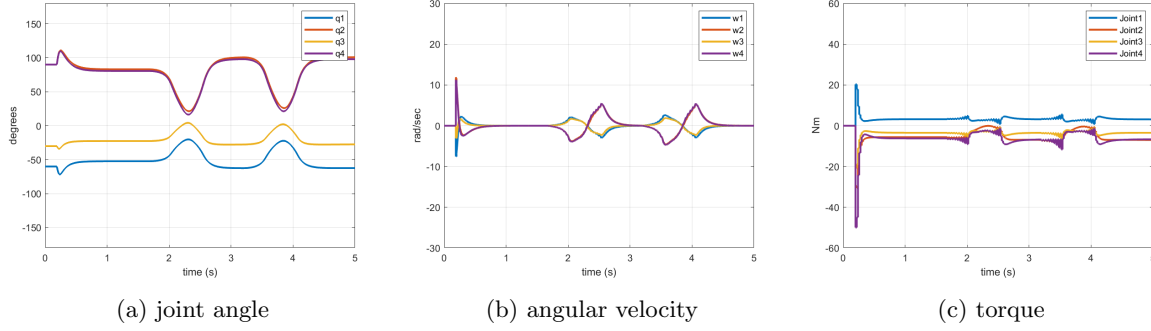 150
100
50
0
-50
-100
-150
degrees
0 1 2 3 4 5
time (s)
q1
q2
q3
q4
(a) joint angle
30
20
10
0
-10
-20
-30
rad/sec
0 1 2 3 4 5
time (s)
w1
w2
w3
w4
(b) angular velocity
60
40
20
0
-20
-40
-60
Nm
0 1 2 3 4 5
time (s)
Joint1
Joint2
Joint3
Joint4
(c) torque